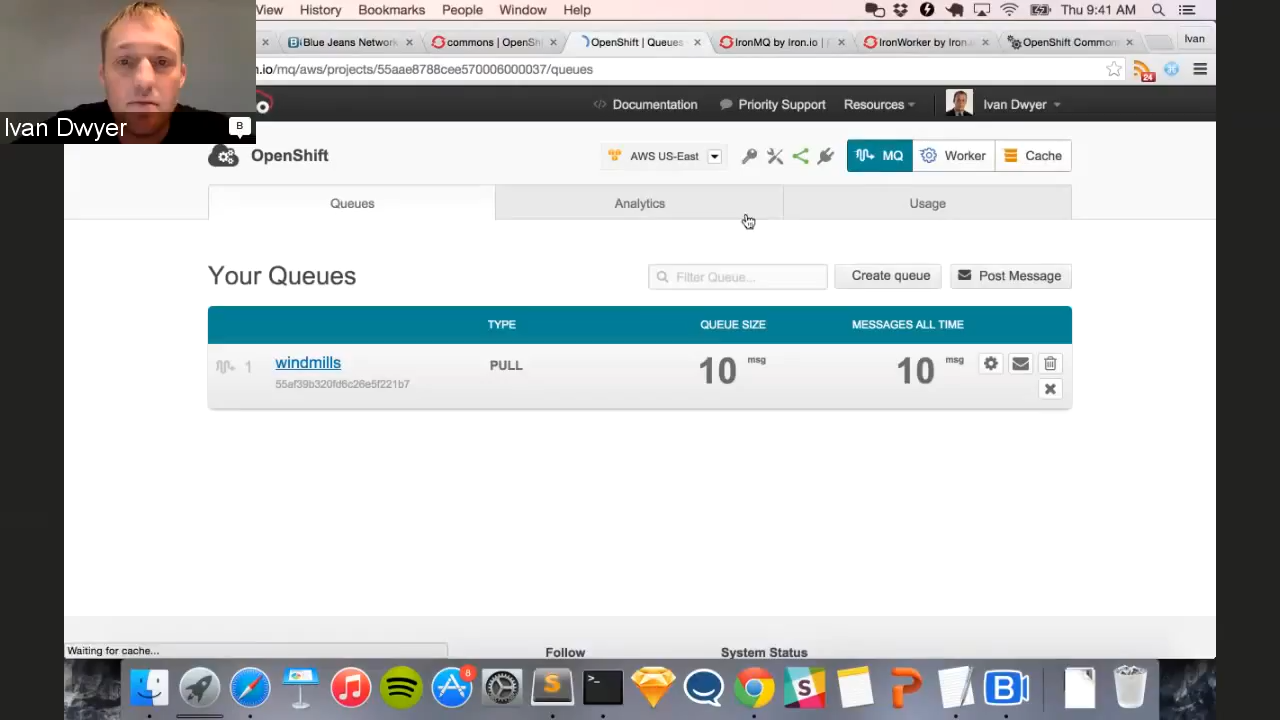 View History Bookmarks People Window Help Thu 9:41 AM
Blue Jeans Network
commons | OpenShi
OpenShift | Queues
IronMQ by Iron.io |
IronWorker by Iron.
OpenShift Common
Ivan
n.io/mq/aws/projects/55aae8788cee570006000037/queues
24
Ivan Dwyer
B
Documentation Priority Support Resources Ivan Dwyer
OpenShift
AWS US-East
MQ Worker Cache
Queues Analytics Usage
Your Queues
Filter Queue...
Create queue
Post Message
TYPE QUEUE SIZE MESSAGES ALL TIME
1 windmills PULL 10 msg 10 msg
55af39b320fd6c26e5f221b7
Waiting for cache...
Follow System Status
8